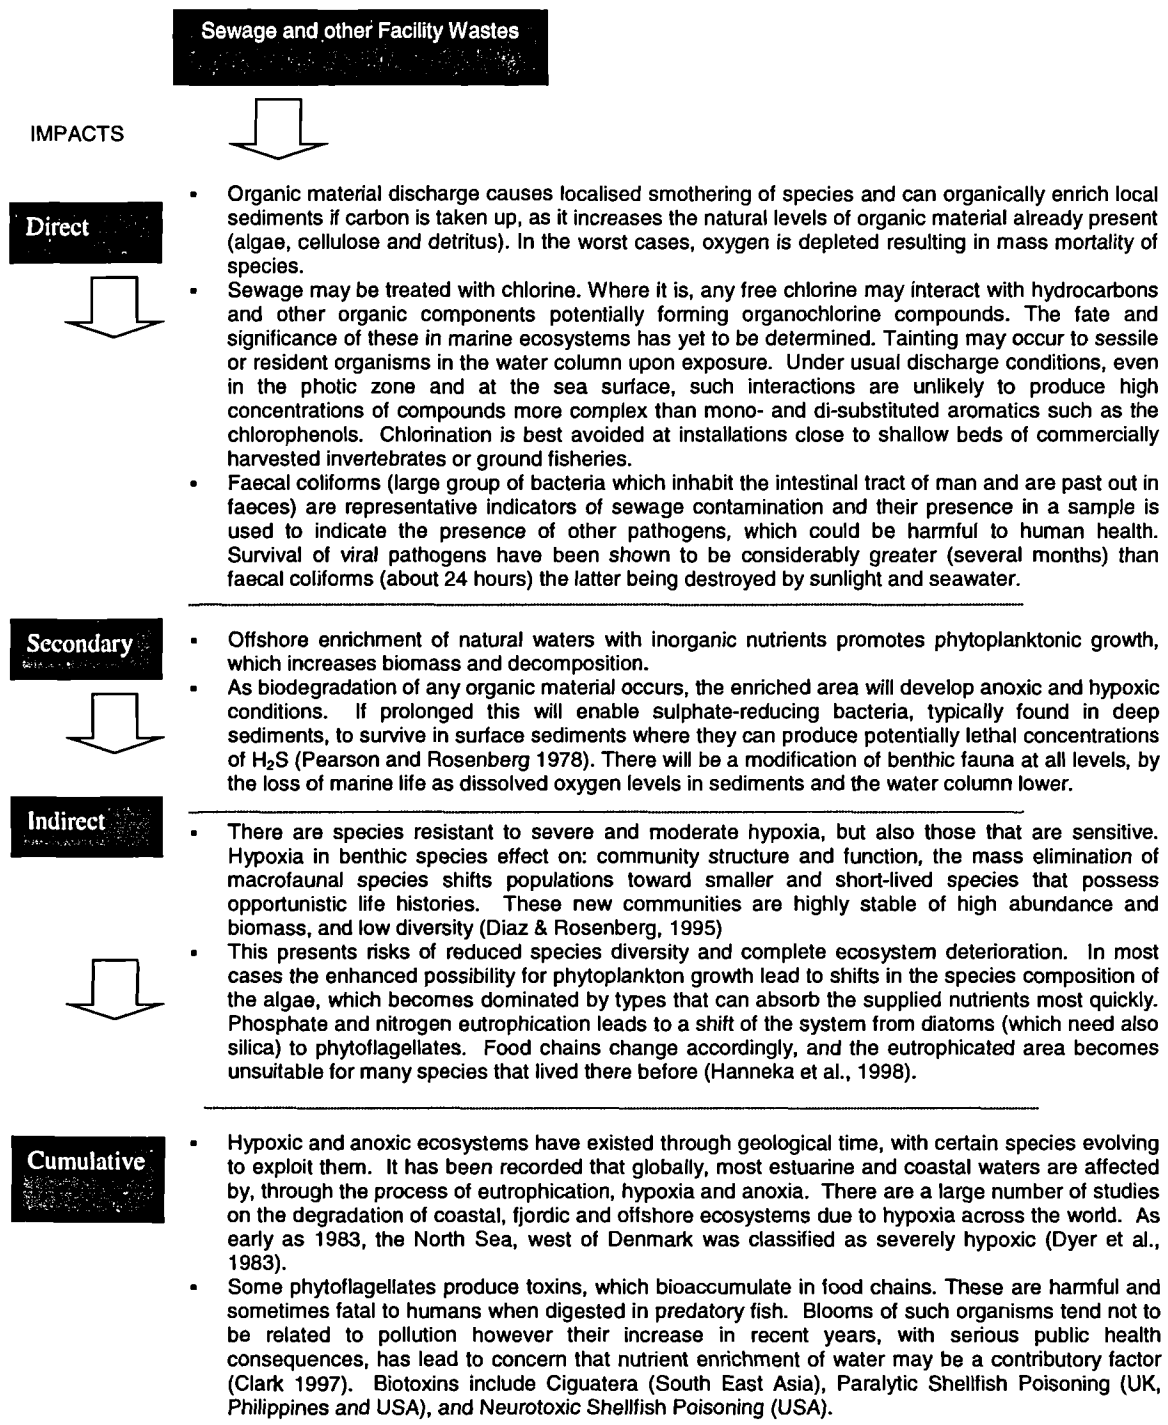 Sewage and other Facility Wastes
IMPACTS
Direct
▪ Organic material discharge causes localised smothering of species and can organically enrich local
sediments if carbon is taken up, as it increases the natural levels of organic material already present
(algae, cellulose and detritus). In the worst cases, oxygen is depleted resulting in mass mortality of
species.
▪ Sewage may be treated with chlorine. Where it is, any free chlorine may interact with hydrocarbons
and other organic components potentially forming organochlorine compounds. The fate and
significance of these in marine ecosystems has yet to be determined. Tainting may occur to sessile
or resident organisms in the water column upon exposure. Under usual discharge conditions, even
in the photic zone and at the sea surface, such interactions are unlikely to produce high
concentrations of compounds more complex than mono- and di-substituted aromatics such as the
chlorophenols. Chlorination is best avoided at installations close to shallow beds of commercially
harvested invertebrates or ground fisheries.
▪ Faecal coliforms (large group of bacteria which inhabit the intestinal tract of man and are past out in
faeces) are representative indicators of sewage contamination and their presence in a sample is
used to indicate the presence of other pathogens, which could be harmful to human health.
Survival of viral pathogens have been shown to be considerably greater (several months) than
faecal coliforms (about 24 hours) the latter being destroyed by sunlight and seawater.
Secondary
▪ Offshore enrichment of natural waters with inorganic nutrients promotes phytoplanktonic growth,
which increases biomass and decomposition.
▪ As biodegradation of any organic material occurs, the enriched area will develop anoxic and hypoxic
conditions. If prolonged this will enable sulphate-reducing bacteria, typically found in deep
sediments, to survive in surface sediments where they can produce potentially lethal concentrations
of H₂S (Pearson and Rosenberg 1978). There will be a modification of benthic fauna at all levels, by
the loss of marine life as dissolved oxygen levels in sediments and the water column lower.
Indirect
▪ There are species resistant to severe and moderate hypoxia, but also those that are sensitive.
Hypoxia in benthic species effect on: community structure and function, the mass elimination of
macrofaunal species shifts populations toward smaller and short-lived species that possess
opportunistic life histories. These new communities are highly stable of high abundance and
biomass, and low diversity (Diaz & Rosenberg, 1995)
▪ This presents risks of reduced species diversity and complete ecosystem deterioration. In most
cases the enhanced possibility for phytoplankton growth lead to shifts in the species composition of
the algae, which becomes dominated by types that can absorb the supplied nutrients most quickly.
Phosphate and nitrogen eutrophication leads to a shift of the system from diatoms (which need also
silica) to phytoflagellates. Food chains change accordingly, and the eutrophicated area becomes
unsuitable for many species that lived there before (Hanneka et al., 1998).
Cumulative
▪ Hypoxic and anoxic ecosystems have existed through geological time, with certain species evolving
to exploit them. It has been recorded that globally, most estuarine and coastal waters are affected
by, through the process of eutrophication, hypoxia and anoxia. There are a large number of studies
on the degradation of coastal, fjordic and offshore ecosystems due to hypoxia across the world. As
early as 1983, the North Sea, west of Denmark was classified as severely hypoxic (Dyer et al.,
1983).
▪ Some phytoflagellates produce toxins, which bioaccumulate in food chains. These are harmful and
sometimes fatal to humans when digested in predatory fish. Blooms of such organisms tend not to
be related to pollution however their increase in recent years, with serious public health
consequences, has lead to concern that nutrient enrichment of water may be a contributory factor
(Clark 1997). Biotoxins include Ciguatera (South East Asia), Paralytic Shellfish Poisoning (UK,
Philippines and USA), and Neurotoxic Shellfish Poisoning (USA).